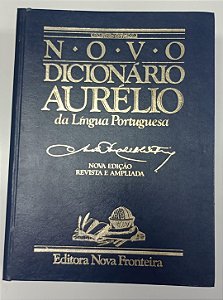 NOVO
DICIONÁRIO
AURÉLIO
da Língua Portuguesa
NOVA EDIÇÃO
REVISTA E AMPLIADA
Editora Nova Fronteira